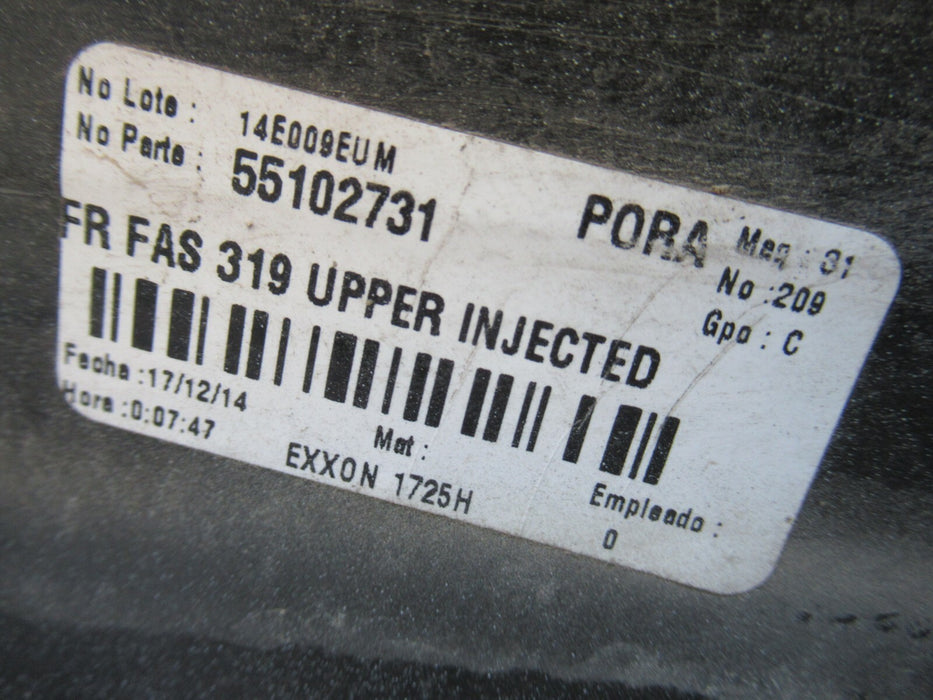 No Lote : 14E009EUM
No Parte : 55102731
PORA
Maq : 31
No :209
Gpo : C
FR FAS 319 UPPER INJECTED
Fecha :17/12/14
Hora :0:07:47
Mat :
EXXON 1725H
Empleado :
0